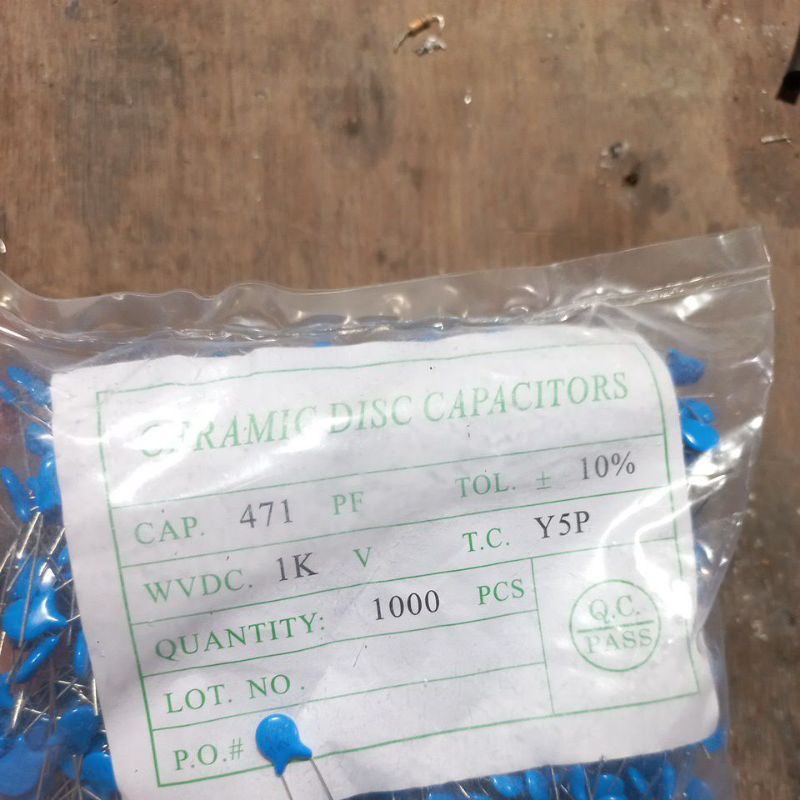 CERAMIC DISC CAPACITORS
CAP. 471 PF TOL. ± 10%
WVDC. 1K V T.C. Y5P
QUANTITY: 1000 PCS
Q.C.
PASS
LOT. NO.
P.O.#